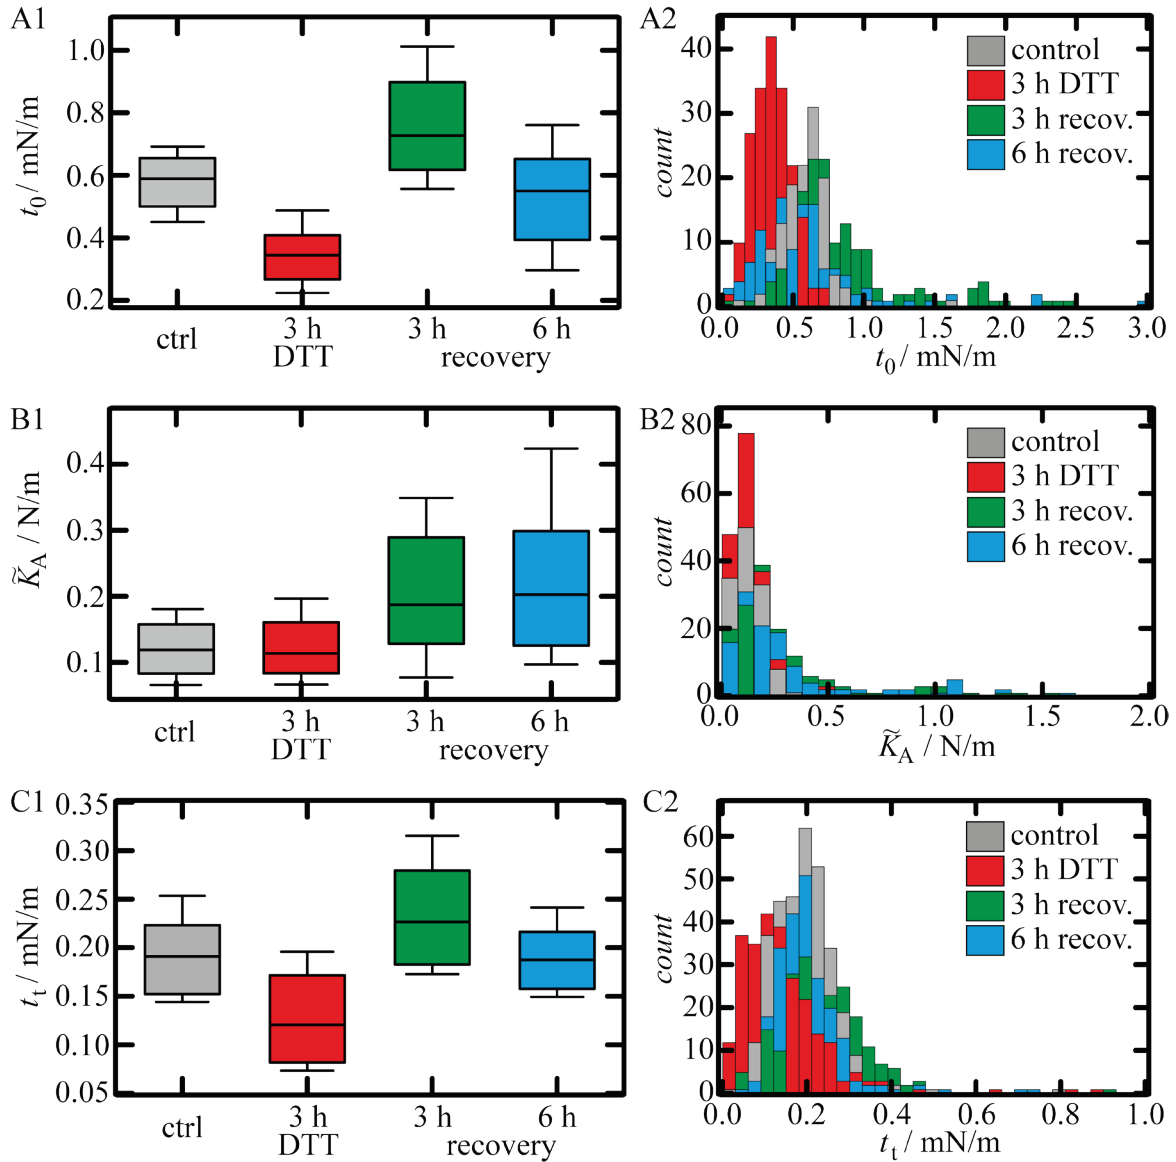 A1
t0 / mN/m
1.0
0.8
0.6
0.4
0.2
ctrl
3 h
DTT
3 h
6 h
recovery
A2
count
40
30
20
10
0
control
3 h DTT
3 h recov.
6 h recov.
0.0 0.5 1.0 1.5 2.0 2.5 3.0
t0 / mN/m
B1
K̃A / N/m
0.4
0.3
0.2
0.1
ctrl
3 h
DTT
3 h
6 h
recovery
B2
count
80
60
40
20
0
control
3 h DTT
3 h recov.
6 h recov.
0.0 0.5 1.0 1.5 2.0
K̃A / N/m
C1
tt / mN/m
0.35
0.30
0.25
0.20
0.15
0.10
0.05
ctrl
3 h
DTT
3 h
6 h
recovery
C2
count
60
50
40
30
20
10
0
control
3 h DTT
3 h recov.
6 h recov.
0.0 0.2 0.4 0.6 0.8 1.0
tt / mN/m